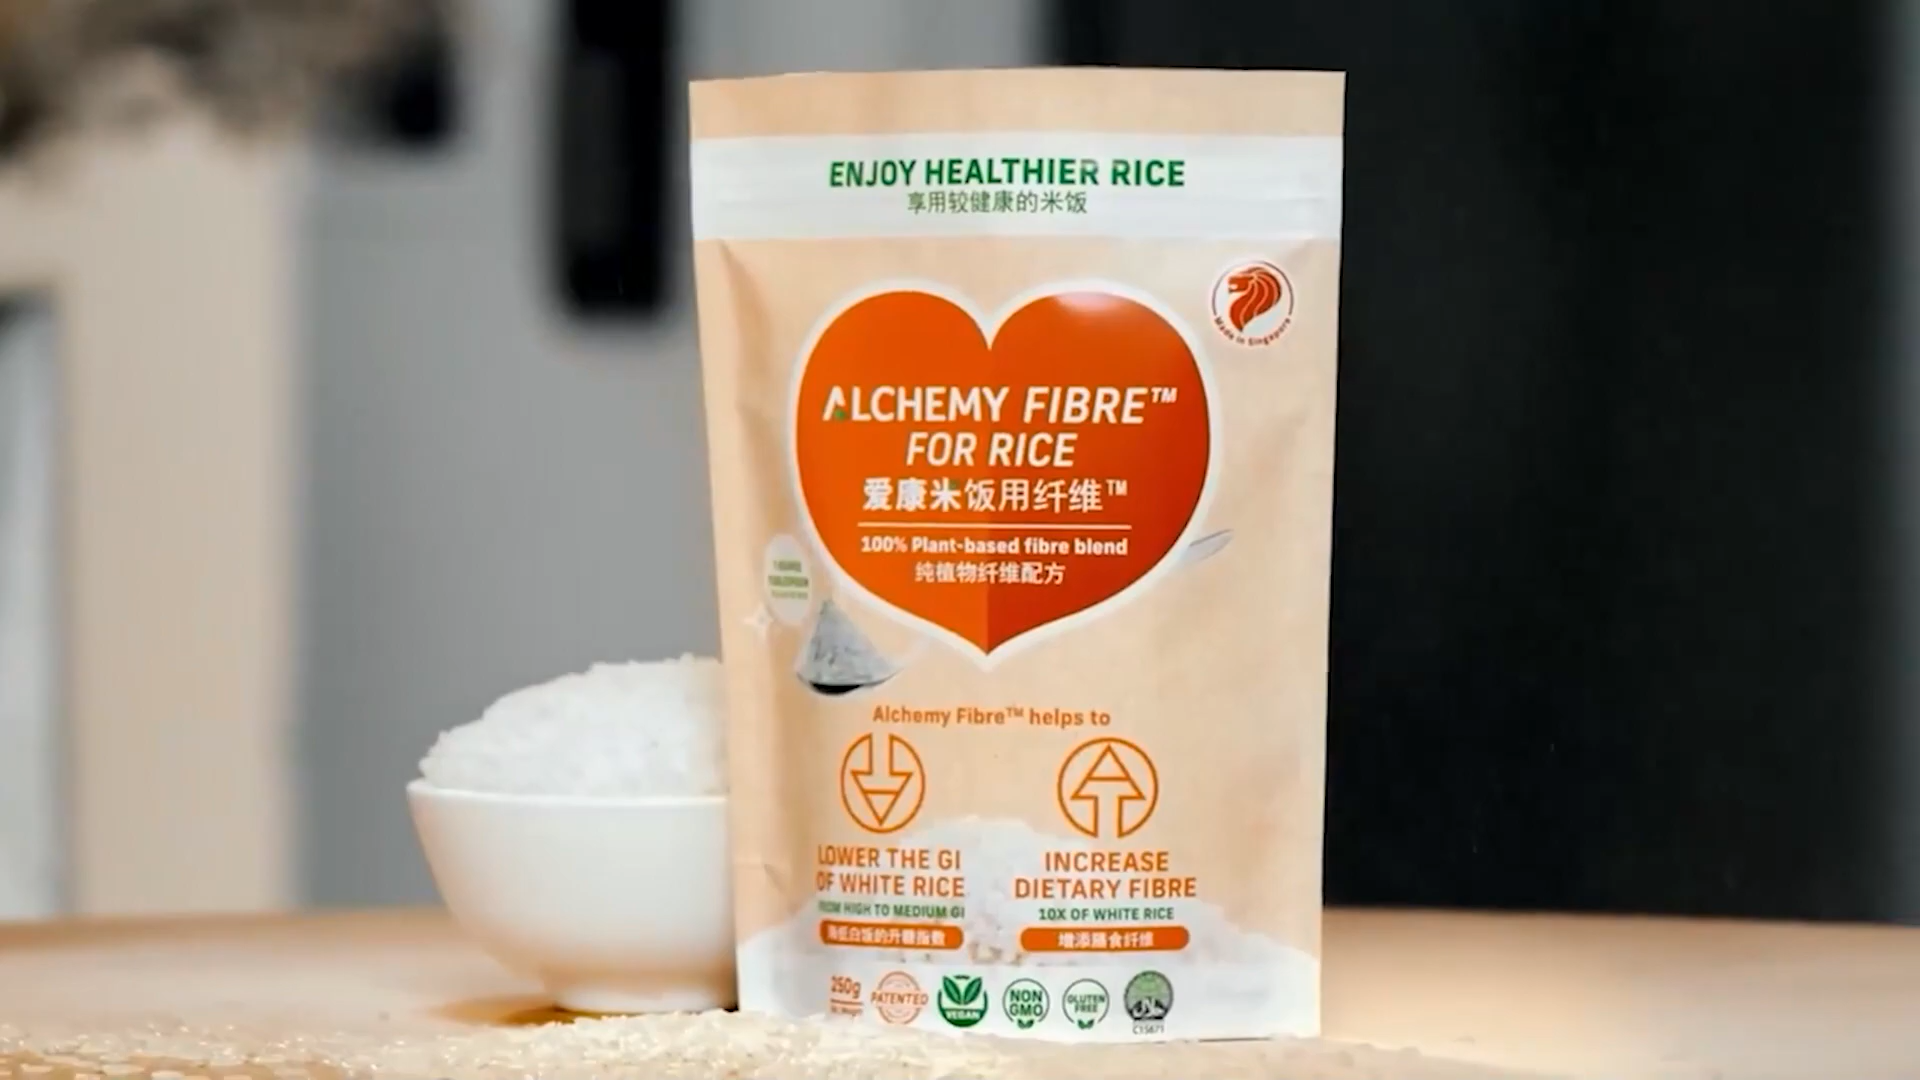 ENJOY HEALTHIER RICE
享用较健康的米饭
Made in Singapore
ALCHEMY FIBRE™
FOR RICE
爱康米饭用纤维™
100% Plant-based fibre blend
纯植物纤维配方
Alchemy Fibre™ helps to
LOWER THE GI
OF WHITE RICE
FROM HIGH TO MEDIUM GI
降低白饭的升糖指数
INCREASE
DIETARY FIBRE
10X OF WHITE RICE
增添膳食纤维
250g
PATENTED
VEGAN
NON
GMO
GLUTEN
FREE
C15871